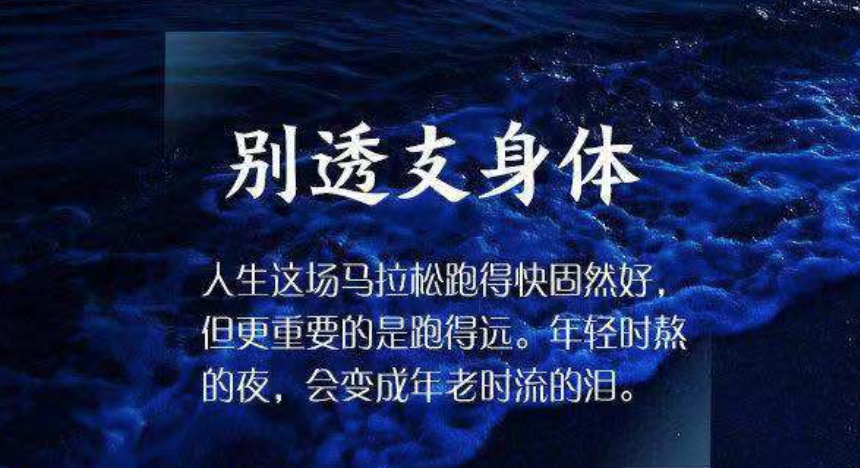 别透支身体
人生这场马拉松跑得快固然好，
但更重要的是跑得远。年轻时熬
的夜，会变成年老时流的泪。